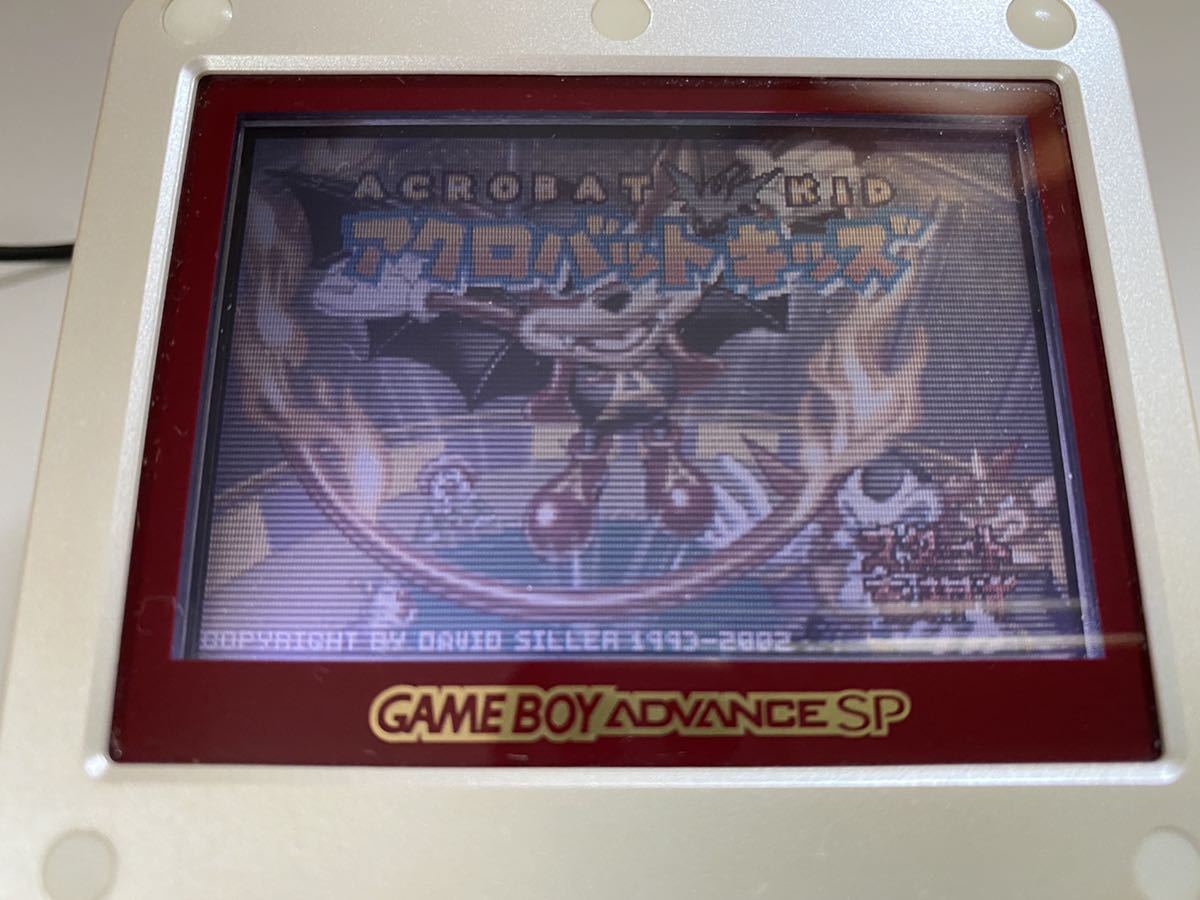 ACROBAT KID
アクロバットキッズ
COPYRIGHT BY DAVID SILLER 1993-2002
GAME BOY ADVANCE SP